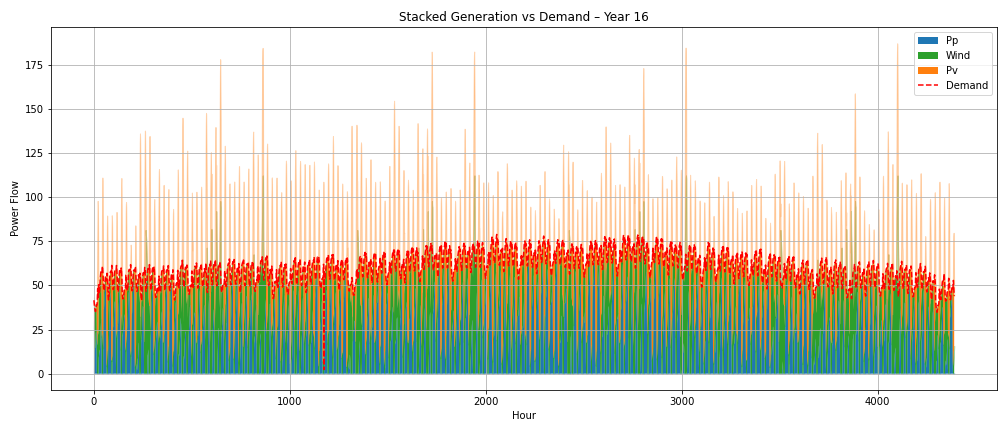 Stacked Generation vs Demand – Year 16
Pp
Wind
Pv
Demand
Power Flow
175
150
125
100
75
50
25
0
0 1000 2000 3000 4000
Hour